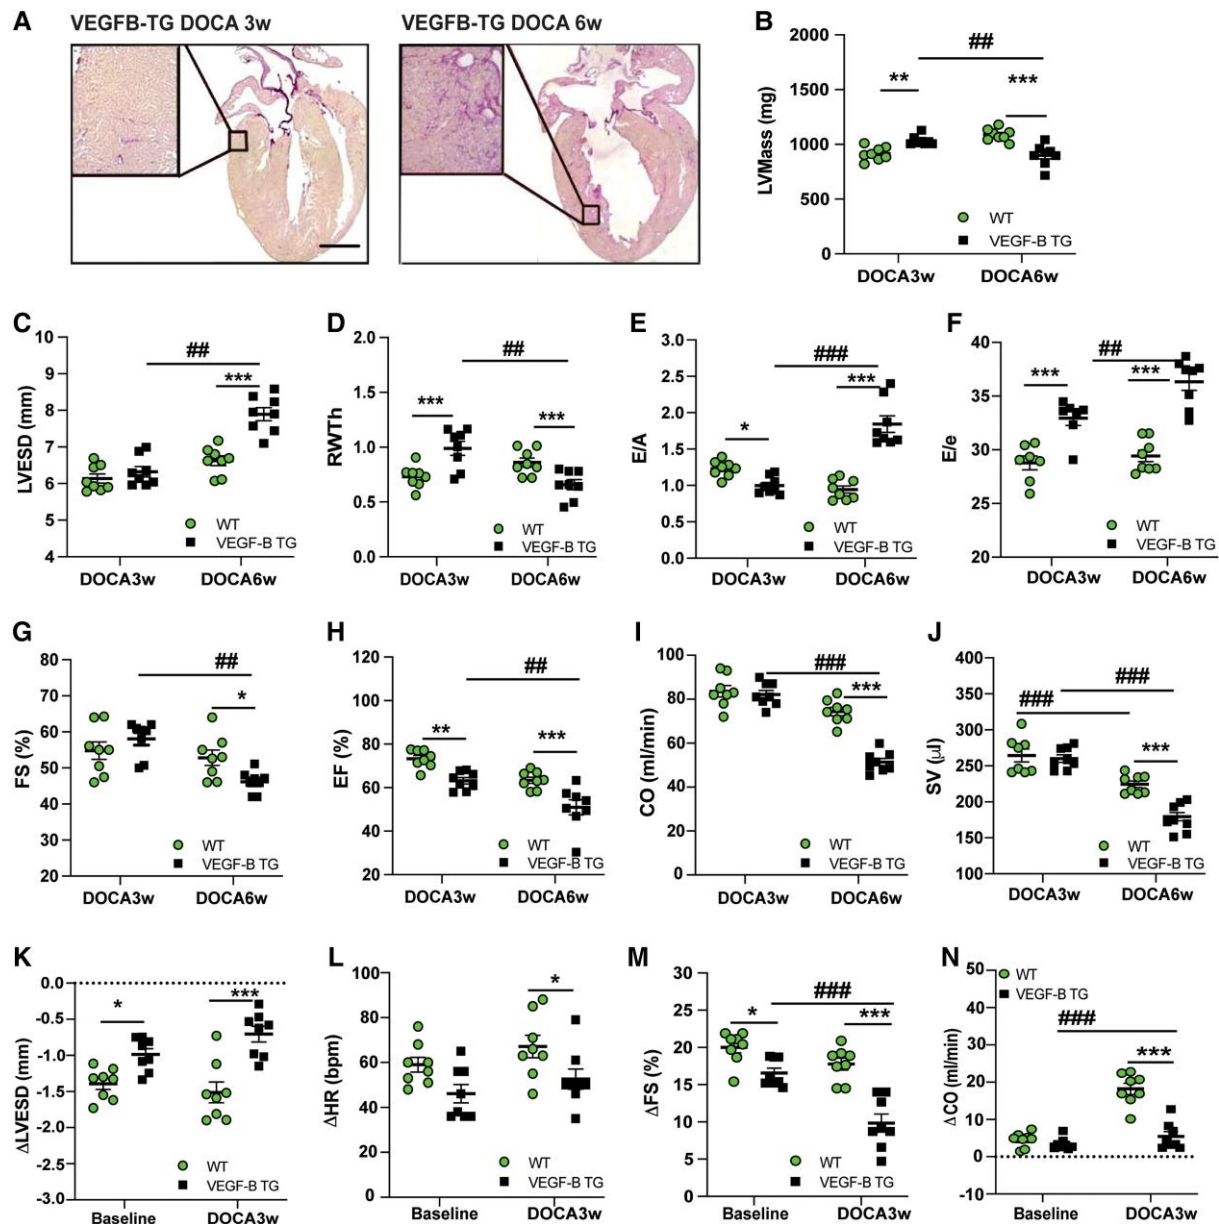 A
VEGFB-TG DOCA 3w
VEGFB-TG DOCA 6w
B
LVMass (mg)
2000
1500
1000
500
0
##
**
***
WT
VEGF-B TG
DOCA3w
DOCA6w
C
LVESD (mm)
10
9
8
7
6
5
4
##
***
WT
VEGF-B TG
DOCA3w
DOCA6w
D
RWTh
2.0
1.5
1.0
0.5
0.0
##
***
***
WT
VEGF-B TG
DOCA3w
DOCA6w
E
E/A
3.0
2.5
2.0
1.5
1.0
0.5
0.0
###
***
*
WT
VEGF-B TG
DOCA3w
DOCA6w
F
E/e
40
35
30
25
20
##
***
***
WT
VEGF-B TG
DOCA3w
DOCA6w
G
FS (%)
80
70
60
50
40
30
20
##
*
WT
VEGF-B TG
DOCA3w
DOCA6w
H
EF (%)
120
100
80
60
40
20
##
**
***
WT
VEGF-B TG
DOCA3w
DOCA6w
I
CO (ml/min)
100
80
60
40
20
0
###
***
WT
VEGF-B TG
DOCA3w
DOCA6w
J
SV (μl)
400
350
300
250
200
150
100
###
###
***
WT
VEGF-B TG
DOCA3w
DOCA6w
K
ΔLVESD (mm)
0.0
-0.5
-1.0
-1.5
-2.0
-2.5
-3.0
*
***
WT
VEGF-B TG
Baseline
DOCA3w
L
ΔHR (bpm)
100
80
60
40
20
0
*
WT
VEGF-B TG
Baseline
DOCA3w
M
ΔFS (%)
30
25
20
15
10
5
0
###
*
***
WT
VEGF-B TG
Baseline
DOCA3w
N
ΔCO (ml/min)
50
40
30
20
10
0
-10
WT
VEGF-B TG
###
***
Baseline
DOCA3w